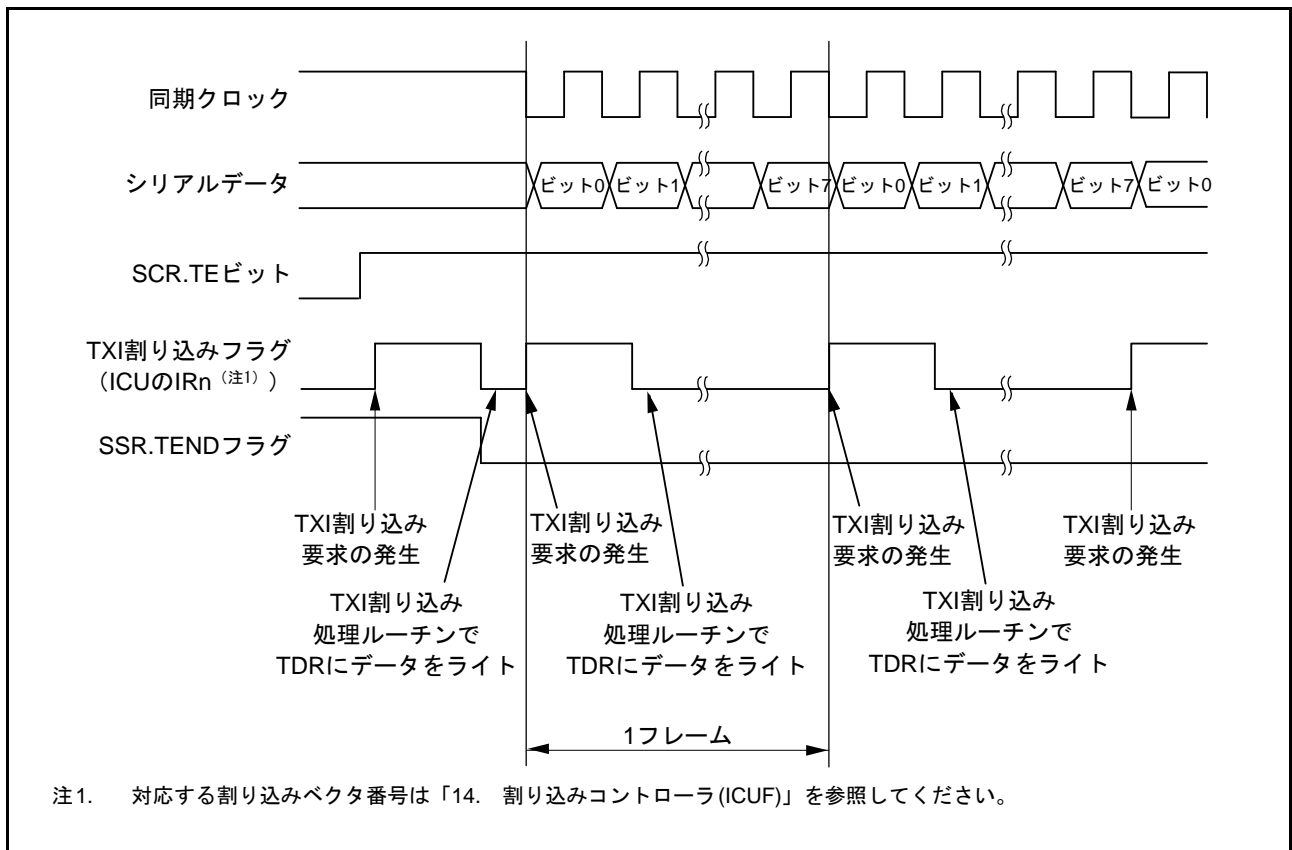 同期クロック
シリアルデータ
ビット0 ビット1 ビット7 ビット0 ビット1 ビット7 ビット0
SCR.TEビット
TXI割り込みフラグ
（ICUのIRn（注1））
SSR.TENDフラグ
TXI割り込み
要求の発生
TXI割り込み
要求の発生
TXI割り込み
要求の発生
TXI割り込み
要求の発生
TXI割り込み
処理ルーチンで
TDRにデータをライト
TXI割り込み
処理ルーチンで
TDRにデータをライト
TXI割り込み
処理ルーチンで
TDRにデータをライト
1フレーム
注1. 対応する割り込みベクタ番号は「14. 割り込みコントローラ(ICUF)」を参照してください。